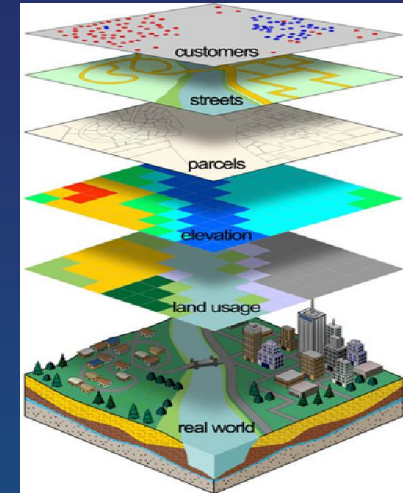 customers
streets
parcels
elevation
land usage
real world